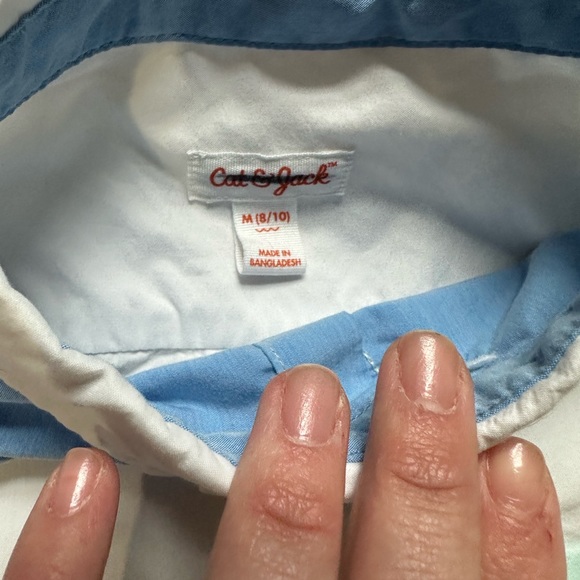 Cat & Jack™
M (8/10)
MADE IN
BANGLADESH